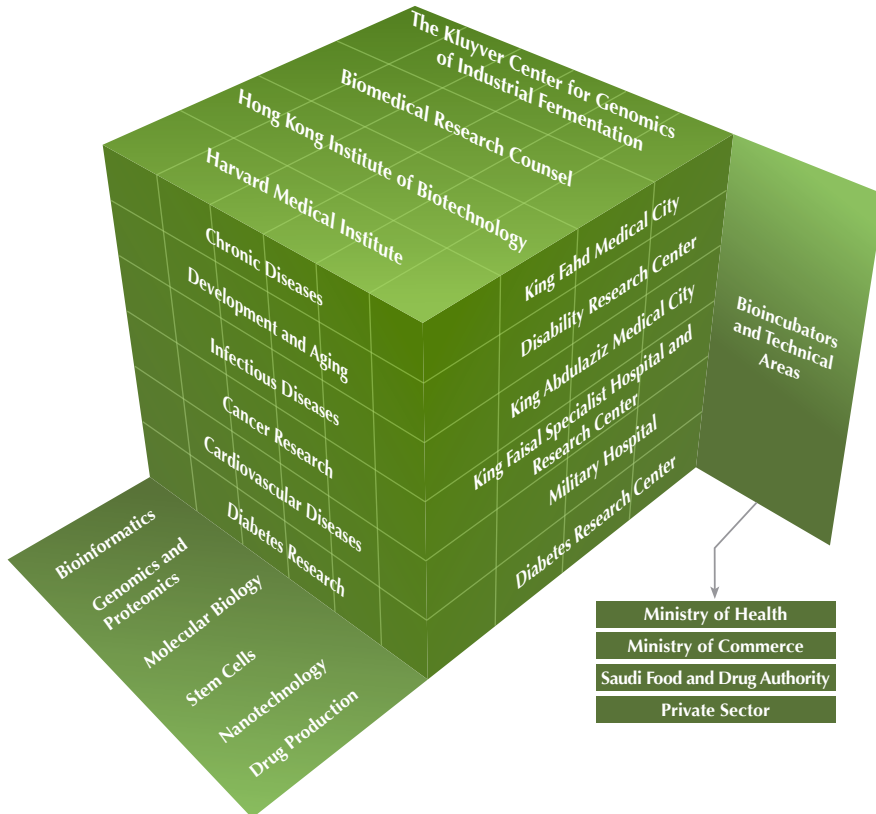 The Kluyver Center for Genomics
of Industrial Fermentation
Biomedical Research Counsel
Hong Kong Institute of Biotechnology
Harvard Medical Institute
Chronic Diseases
Development and Aging
Infectious Diseases
Cancer Research
Cardiovascular Diseases
Diabetes Research
King Fahd Medical City
Disability Research Center
King Abdulaziz Medical City
King Faisal Specialist Hospital and
Research Center
Military Hospital
Diabetes Research Center
Bioincubators
and Technical
Areas
Bioinformatics
Genomics and
Proteomics
Molecular Biology
Stem Cells
Nanotechnology
Drug Production
Ministry of Health
Ministry of Commerce
Saudi Food and Drug Authority
Private Sector